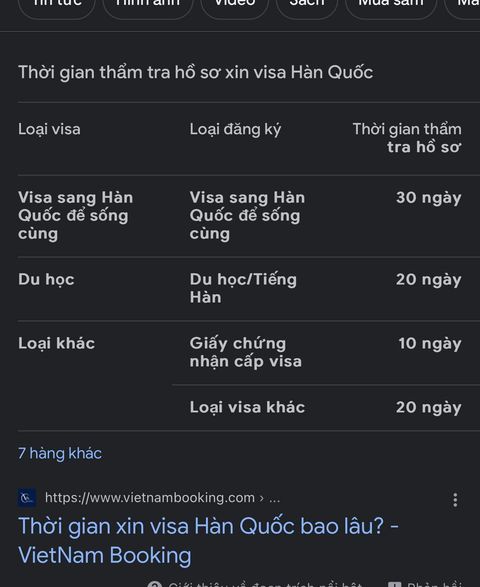 Tin tức Hình ảnh Video Sách Mua sắm
Thời gian thẩm tra hồ sơ xin visa Hàn Quốc
Loại visa Loại đăng ký Thời gian thẩm
tra hồ sơ
Visa sang Hàn Visa sang Hàn 30 ngày
Quốc để sống Quốc để sống
cùng cùng
Du học Du học/Tiếng 20 ngày
Hàn
Loại khác Giấy chứng 10 ngày
nhận cấp visa
Loại visa khác 20 ngày
7 hàng khác
https://www.vietnambooking.com › ...
Thời gian xin visa Hàn Quốc bao lâu? -
VietNam Booking
Giới thiệu về đoạn trích nổi bật Phản hồi